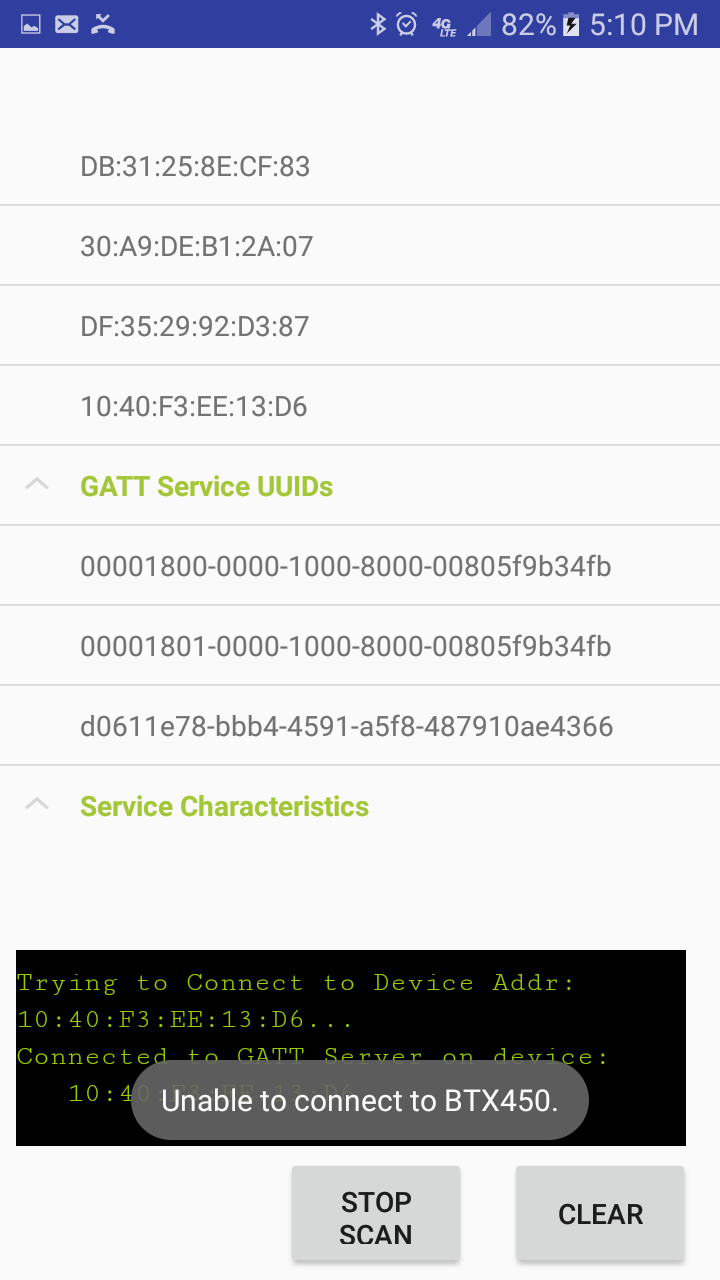 4G LTE 82% 5:10 PM
DB:31:25:8E:CF:83
30:A9:DE:B1:2A:07
DF:35:29:92:D3:87
10:40:F3:EE:13:D6
GATT Service UUIDs
00001800-0000-1000-8000-00805f9b34fb
00001801-0000-1000-8000-00805f9b34fb
d0611e78-bbb4-4591-a5f8-487910ae4366
Service Characteristics
Trying to Connect to Device Addr:
10:40:F3:EE:13:D6...
Connected to GATT Server on device:
10:40:F3:EE:13:D6
Unable to connect to BTX450.
STOP
SCAN
CLEAR